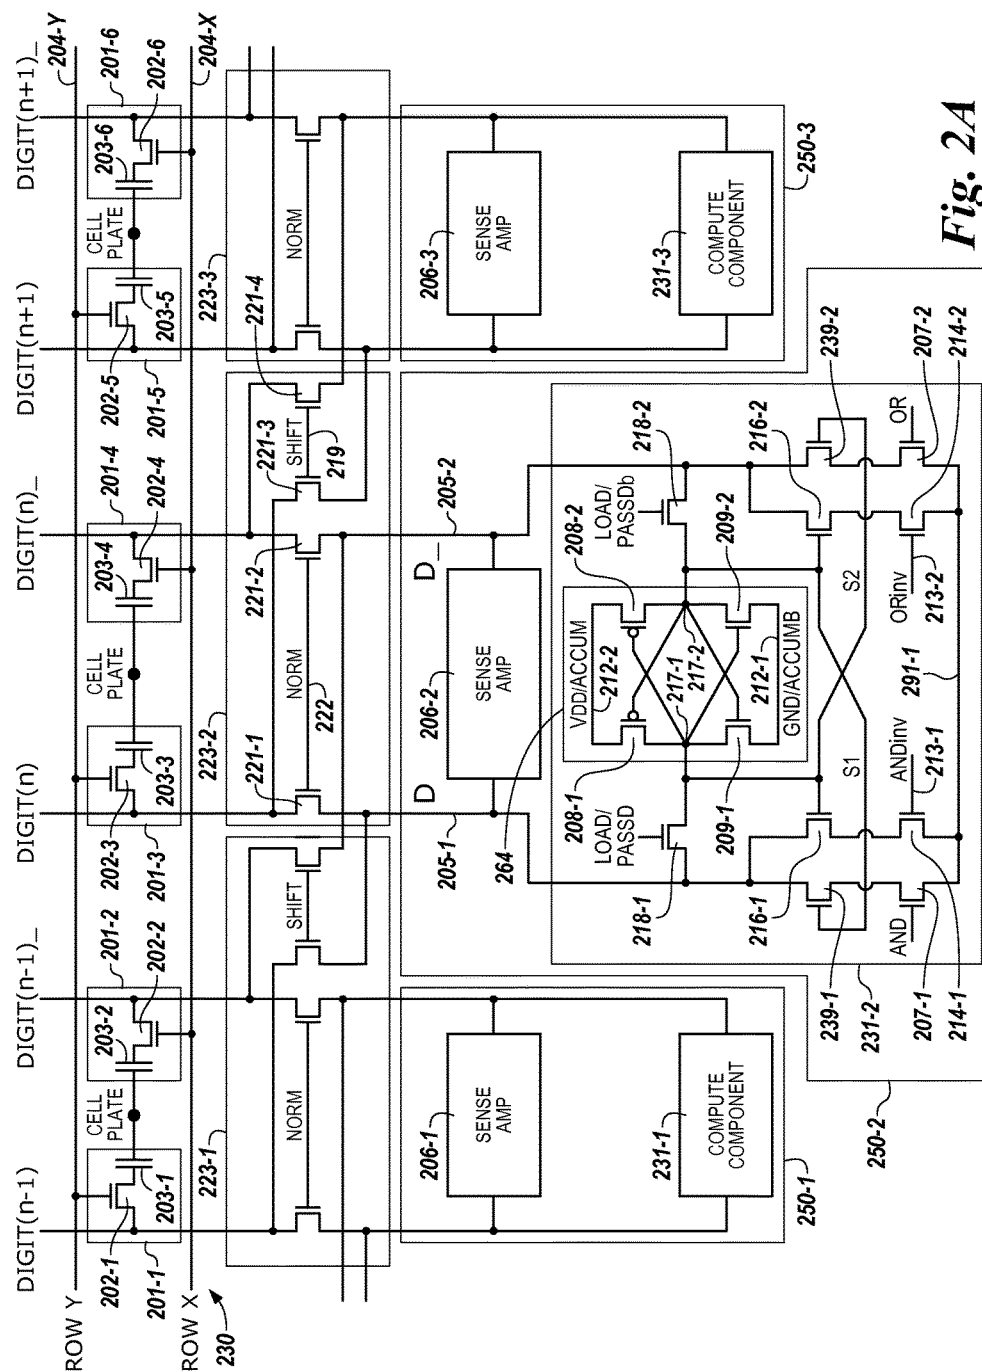 DIGIT(n-1)
DIGIT(n-1)_
DIGIT(n)
DIGIT(n)_
DIGIT(n+1)
DIGIT(n+1)_
204-Y
ROW Y
202-1
203-1
201-1
CELL
PLATE
203-2
201-2
202-2
202-3
203-3
201-3
CELL
PLATE
203-4
201-4
202-4
202-5
203-5
201-5
CELL
PLATE
203-6
201-6
202-6
204-X
ROW X
230
223-1
NORM
SHIFT
223-2
221-1
NORM
222
221-2
221-3
SHIFT
219
221-4
223-3
NORM
205-1
D
D_
205-2
206-1
SENSE
AMP
206-2
SENSE
AMP
206-3
SENSE
AMP
231-1
COMPUTE
COMPONENT
231-3
COMPUTE
COMPONENT
250-1
250-3
264
VDD/ACCUM
212-2
208-1
208-2
LOAD/
PASSD
LOAD/
PASSDb
218-1
218-2
217-1
217-2
209-1
209-2
212-1
GND/ACCUMB
216-1
216-2
239-1
239-2
S1
S2
AND
ANDinv
213-1
ORinv
213-2
OR
207-1
207-2
214-1
214-2
291-1
231-2
250-2
Fig. 2A